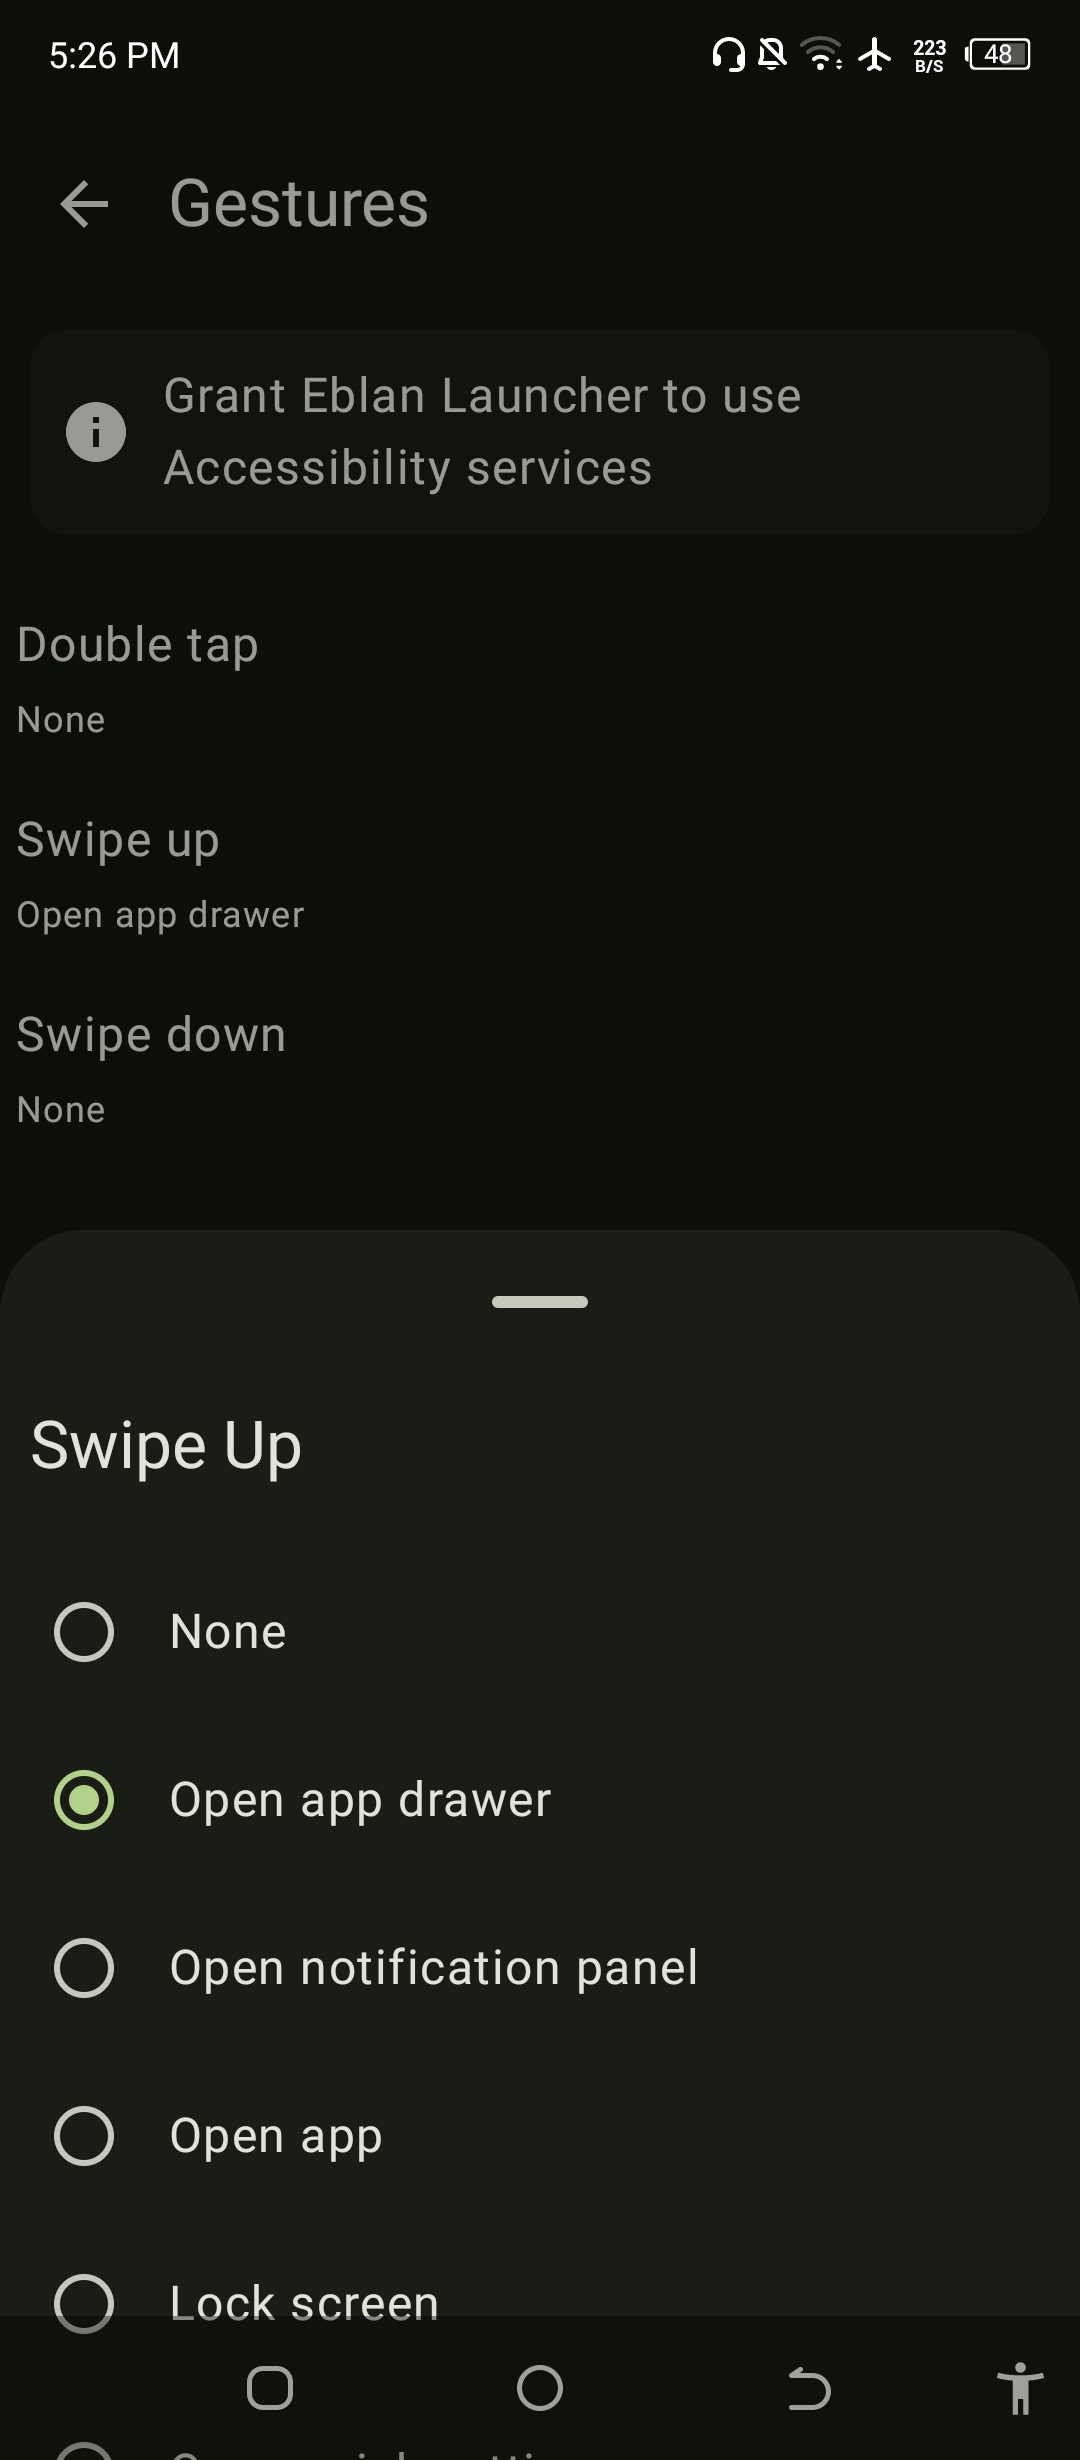 5:26 PM
223
B/S
48
Gestures
Grant Eblan Launcher to use
Accessibility services
Double tap
None
Swipe up
Open app drawer
Swipe down
None
Swipe Up
None
Open app drawer
Open notification panel
Open app
Lock screen